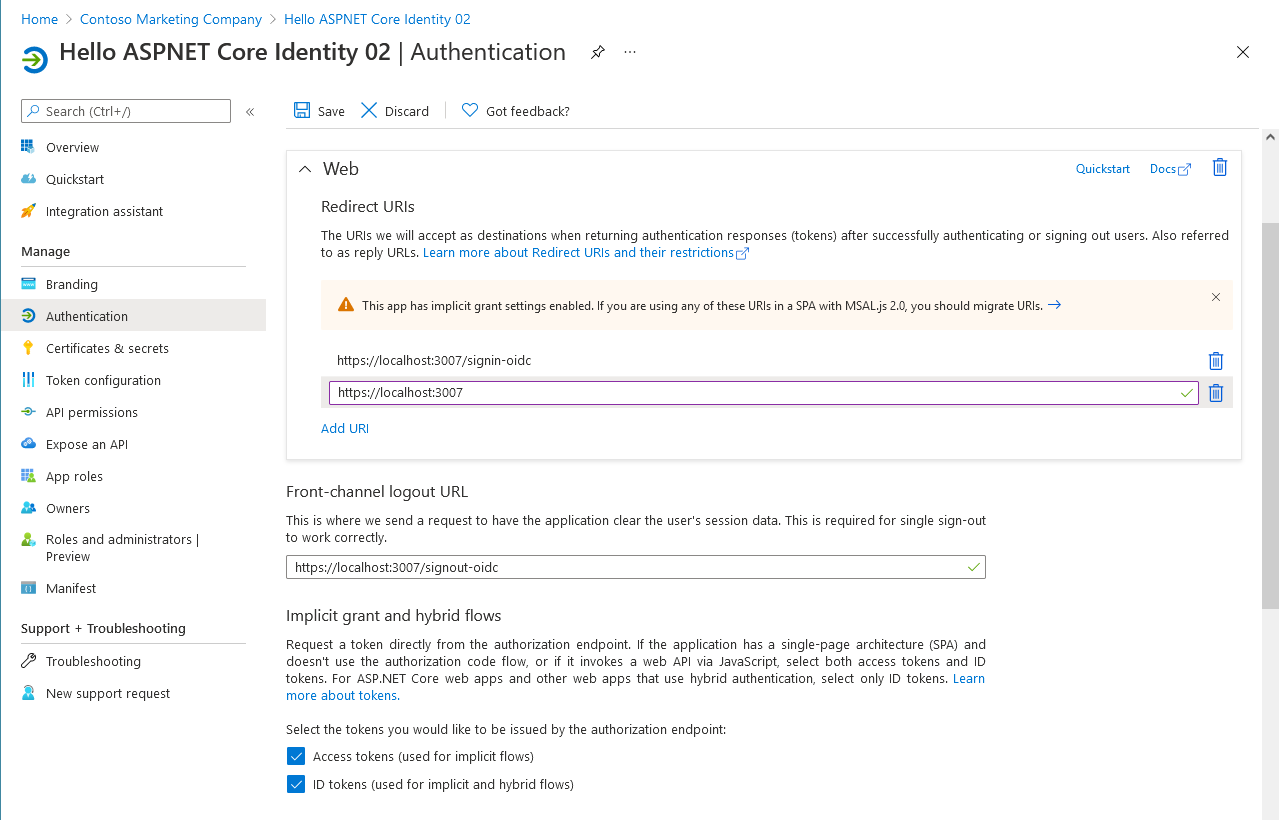 Home > Contoso Marketing Company > Hello ASPNET Core Identity 02
Hello ASPNET Core Identity 02 | Authentication
Search (Ctrl+/)
Overview
Quickstart
Integration assistant
Manage
Branding
Authentication
Certificates & secrets
Token configuration
API permissions
Expose an API
App roles
Owners
Roles and administrators |
Preview
Manifest
Support + Troubleshooting
Troubleshooting
New support request
Save Discard Got feedback?
Web Quickstart Docs
Redirect URIs
The URIs we will accept as destinations when returning authentication responses (tokens) after successfully authenticating or signing out users. Also referred
to as reply URLs. Learn more about Redirect URIs and their restrictions
This app has implicit grant settings enabled. If you are using any of these URIs in a SPA with MSAL.js 2.0, you should migrate URIs.
https://localhost:3007/signin-oidc
https://localhost:3007
Add URI
Front-channel logout URL
This is where we send a request to have the application clear the user's session data. This is required for single sign-out
to work correctly.
https://localhost:3007/signout-oidc
Implicit grant and hybrid flows
Request a token directly from the authorization endpoint. If the application has a single-page architecture (SPA) and
doesn't use the authorization code flow, or if it invokes a web API via JavaScript, select both access tokens and ID
tokens. For ASP.NET Core web apps and other web apps that use hybrid authentication, select only ID tokens. Learn
more about tokens.
Select the tokens you would like to be issued by the authorization endpoint:
Access tokens (used for implicit flows)
ID tokens (used for implicit and hybrid flows)